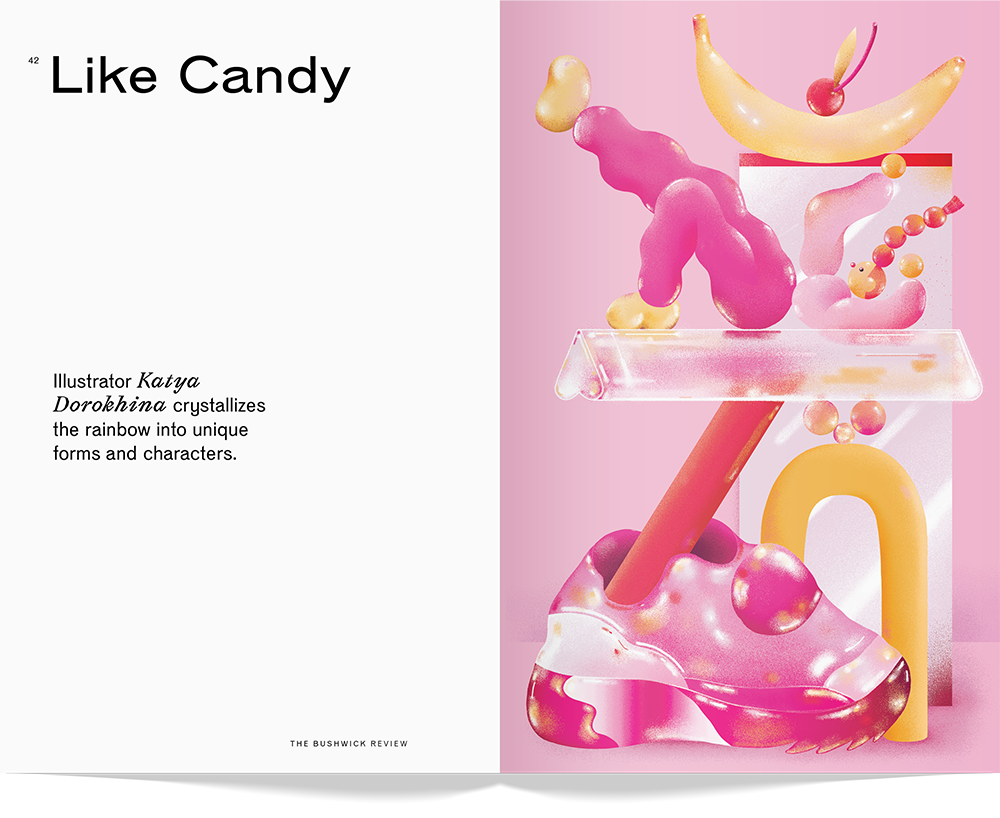 42
Like Candy
Illustrator Katya
Dorokhina crystallizes
the rainbow into unique
forms and characters.
THE BUSHWICK REVIEW